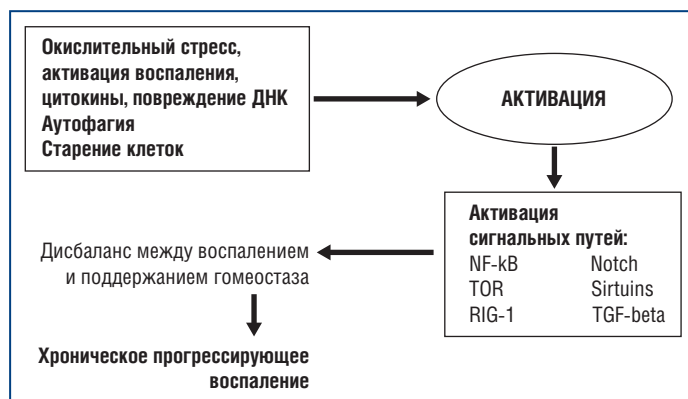 Окислительный стресс,
активация воспаления,
цитокины, повреждение ДНК
Аутофагия
Старение клеток
АКТИВАЦИЯ
Активация
сигнальных путей:
NF-kB Notch
TOR Sirtuins
RIG-1 TGF-beta
Дисбаланс между воспалением
и поддержанием гомеостаза
Хроническое прогрессирующее
воспаление